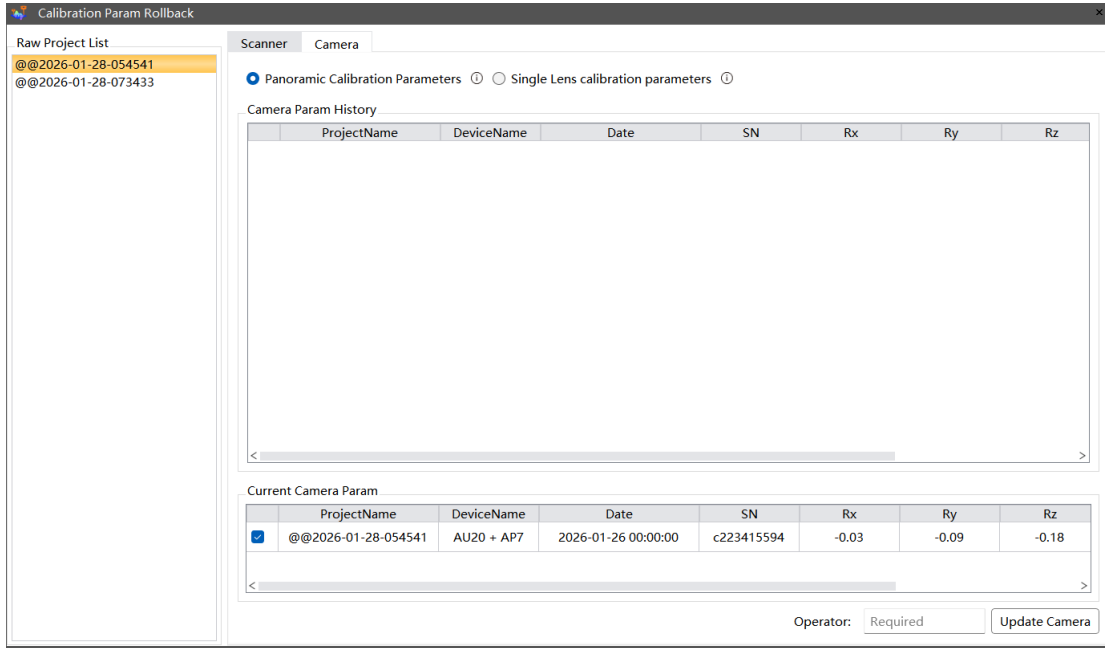 Calibration Param Rollback
Raw Project List
@@2026-01-28-054541
@@2026-01-28-073433
Scanner Camera
Panoramic Calibration Parameters Single Lens calibration parameters
Camera Param History
ProjectName DeviceName Date SN Rx Ry Rz
Current Camera Param
ProjectName DeviceName Date SN Rx Ry Rz
@@2026-01-28-054541 AU20 + AP7 2026-01-26 00:00:00 c223415594 -0.03 -0.09 -0.18
Operator: Required Update Camera